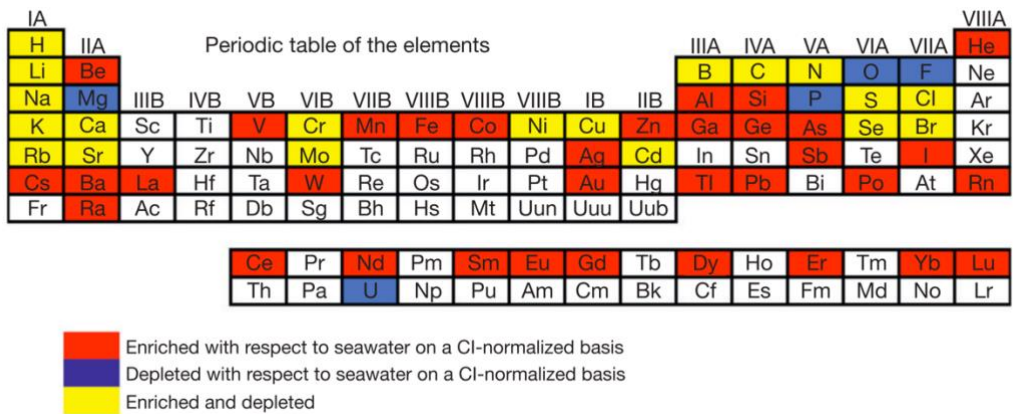 IA VIIIA
H IIA Periodic table of the elements IIIA IVA VA VIA VIIA He
Li Be B C N O F Ne
Na Mg IIIB IVB VB VIB VIIB VIIIB VIIIB VIIIB IB IIB Al Si P S Cl Ar
K Ca Sc Ti V Cr Mn Fe Co Ni Cu Zn Ga Ge As Se Br Kr
Rb Sr Y Zr Nb Mo Tc Ru Rh Pd Ag Cd In Sn Sb Te I Xe
Cs Ba La Hf Ta W Re Os Ir Pt Au Hg Tl Pb Bi Po At Rn
Fr Ra Ac Rf Db Sg Bh Hs Mt Uun Uuu Uub
Ce Pr Nd Pm Sm Eu Gd Tb Dy Ho Er Tm Yb Lu
Th Pa U Np Pu Am Cm Bk Cf Es Fm Md No Lr
Enriched with respect to seawater on a Cl-normalized basis
Depleted with respect to seawater on a Cl-normalized basis
Enriched and depleted